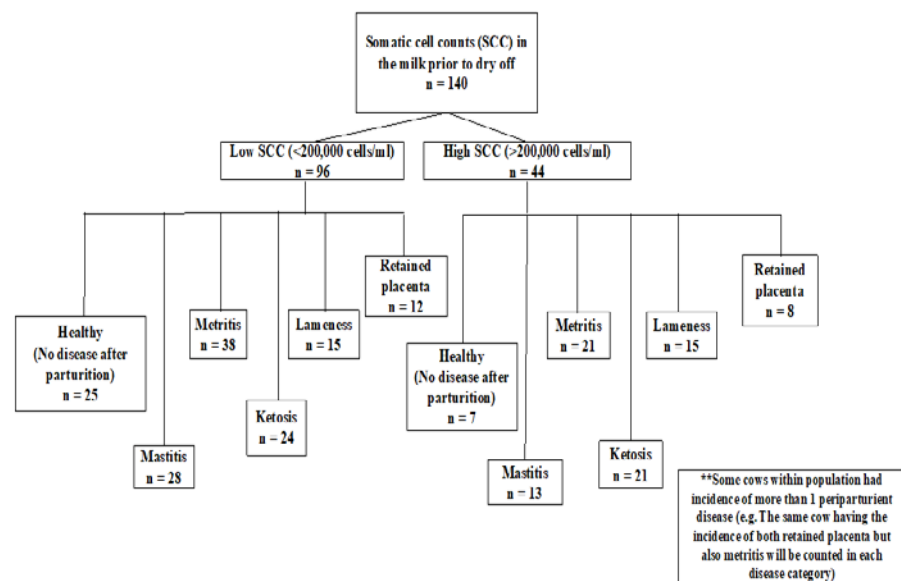 Somatic cell counts (SCC) in
the milk prior to dry off
n = 140
Low SCC (<200,000 cells/ml)
n = 96
High SCC (>200,000 cells/ml)
n = 44
Healthy
(No disease after
parturition)
n = 25
Mastitis
n = 28
Metritis
n = 38
Ketosis
n = 24
Lameness
n = 15
Retained
placenta
n = 12
Healthy
(No disease after
parturition)
n = 7
Mastitis
n = 13
Metritis
n = 21
Ketosis
n = 21
Lameness
n = 15
Retained
placenta
n = 8
**Some cows within population had
incidence of more than 1 periparturient
disease (e.g. The same cow having the
incidence of both retained placenta but
also metritis will be counted in each
disease category)